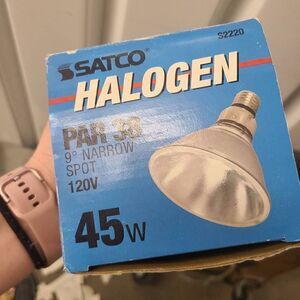 S2220
SATCO
HALOGEN
PAR 38
9° NARROW
SPOT
120V
45W